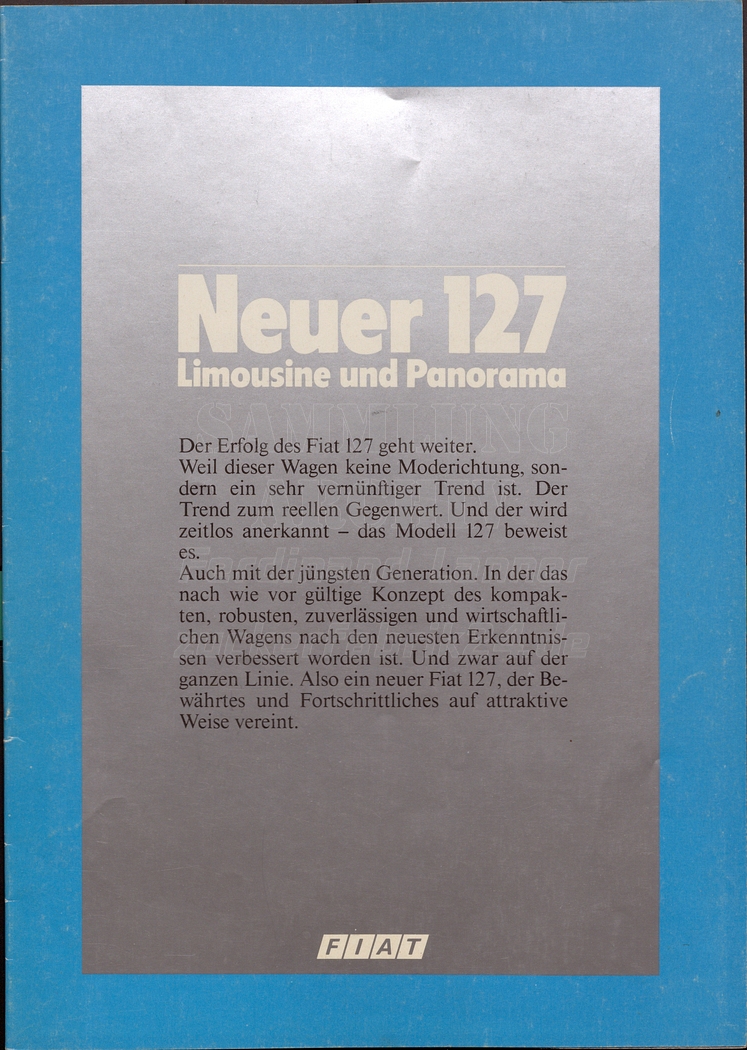 Neuer 127
Limousine und Panorama
SAMMLUNG
Der Erfolg des Fiat 127 geht weiter.
Weil dieser Wagen keine Moderichtung, son-
dern ein sehr vernünftiger Trend ist. Der
Trend zum reellen Gegenwert. Und der wird
zeitlos anerkannt – das Modell 127 beweist
es.
Auch mit der jüngsten Generation. In der das
nach wie vor gültige Konzept des kompak-
ten, robusten, zuverlässigen und wirtschaftli-
chen Wagens nach den neuesten Erkenntnis-
sen verbessert worden ist. Und zwar auf der
ganzen Linie. Also ein neuer Fiat 127, der Be-
währtes und Fortschrittliches auf attraktive
Weise vereint.
FIAT